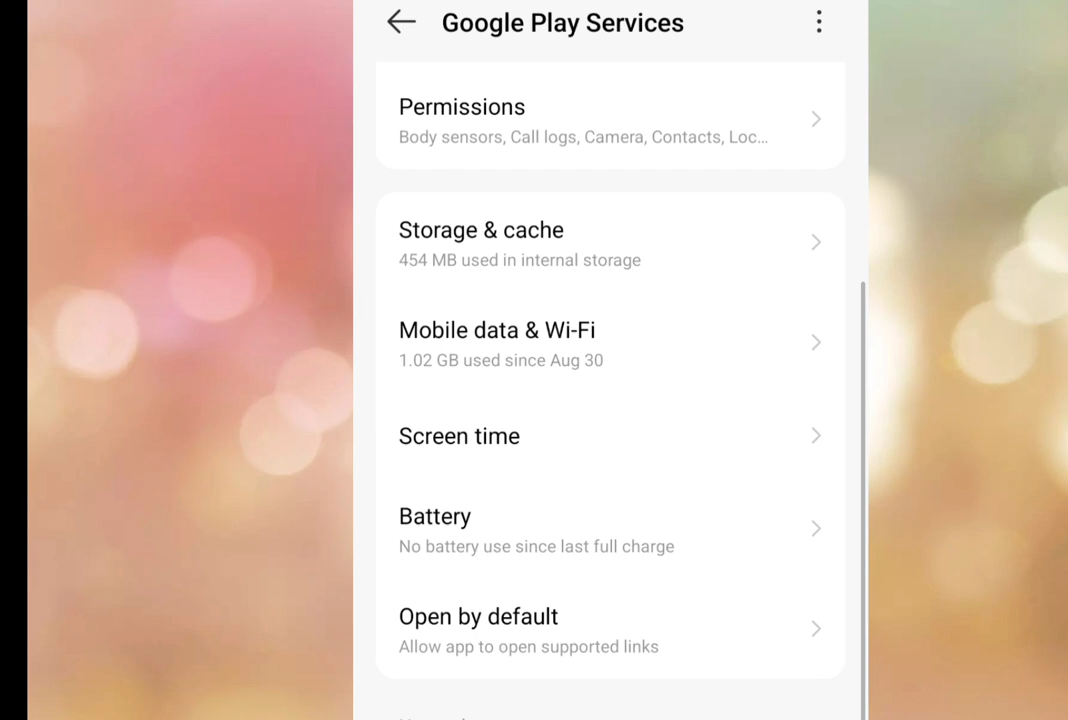 Google Play Services
Permissions
Body sensors, Call logs, Camera, Contacts, Loc...
Storage & cache
454 MB used in internal storage
Mobile data & Wi-Fi
1.02 GB used since Aug 30
Screen time
Battery
No battery use since last full charge
Open by default
Allow app to open supported links